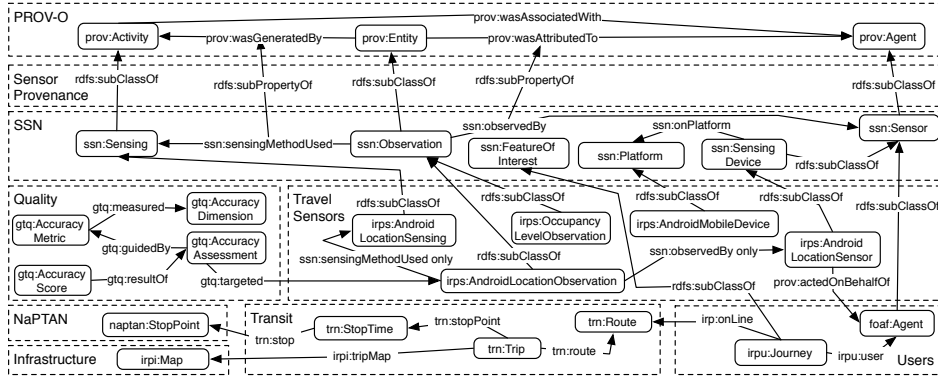 PROV-O
prov:wasAssociatedWith
prov:Activity
prov:wasGeneratedBy
prov:Entity
prov:wasAttributedTo
prov:Agent
rdfs:subClassOf
rdfs:subPropertyOf
rdfs:subClassOf
rdfs:subPropertyOf
rdfs:subClassOf
Sensor
Provenance
SSN
ssn:Sensing
ssn:sensingMethodUsed
ssn:Observation
ssn:observedBy
ssn:FeatureOf
Interest
ssn:onPlatform
ssn:Platform
ssn:Sensing
Device
ssn:Sensor
rdfs:subClassOf
Quality
gtq:measured
gtq:Accuracy
Dimension
gtq:Accuracy
Metric
gtq:guidedBy
gtq:Accuracy
Assessment
gtq:Accuracy
Score
gtq:resultOf
gtq:targeted
Travel
Sensors
rdfs:subClassOf
irps:Android
LocationSensing
ssn:sensingMethodUsed only
rdfs:subClassOf
irps:Occupancy
LevelObservation
rdfs:subClassOf
irps:AndroidLocationObservation
rdfs:subClassOf
irps:AndroidMobileDevice
rdfs:subClassOf
irps:Android
LocationSensor
ssn:observedBy only
rdfs:subClassOf
rdfs:subClassOf
prov:actedOnBehalfOf
NaPTAN
naptan:StopPoint
trn:stop
Transit
trn:StopTime
trn:stopPoint
trn:Trip
trn:route
trn:Route
irp:onLine
irpu:Journey
irpu:user
foaf:Agent
Users
Infrastructure
irpi:Map
irpi:tripMap